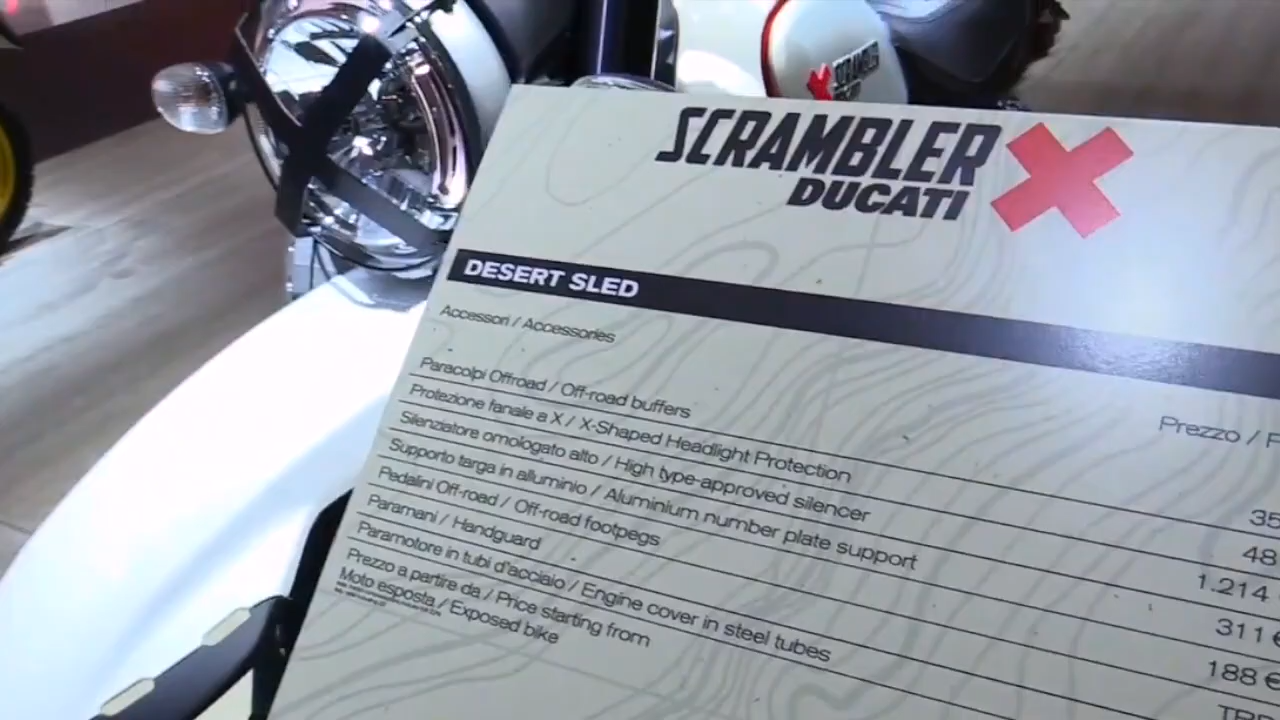 SCRAMBLER
SCRAMBLER
DUCATI
DESERT SLED
Accessori / Accessories
Prezzo /
Paracolpi Offroad / Off-road buffers
35
Protezione fanale a X / X-Shaped Headlight Protection
48
Silenziatore omologato alto / High type-approved silencer
1.214
Supporto targa in alluminio / Aluminium number plate support
311€
Pedalini Off-road / Off-road footpegs
188 €
Paramani / Handguard
Paramotore in tubi d'acciaio / Engine cover in steel tubes
Prezzo a partire da / Price starting from
Moto esposta / Exposed bike